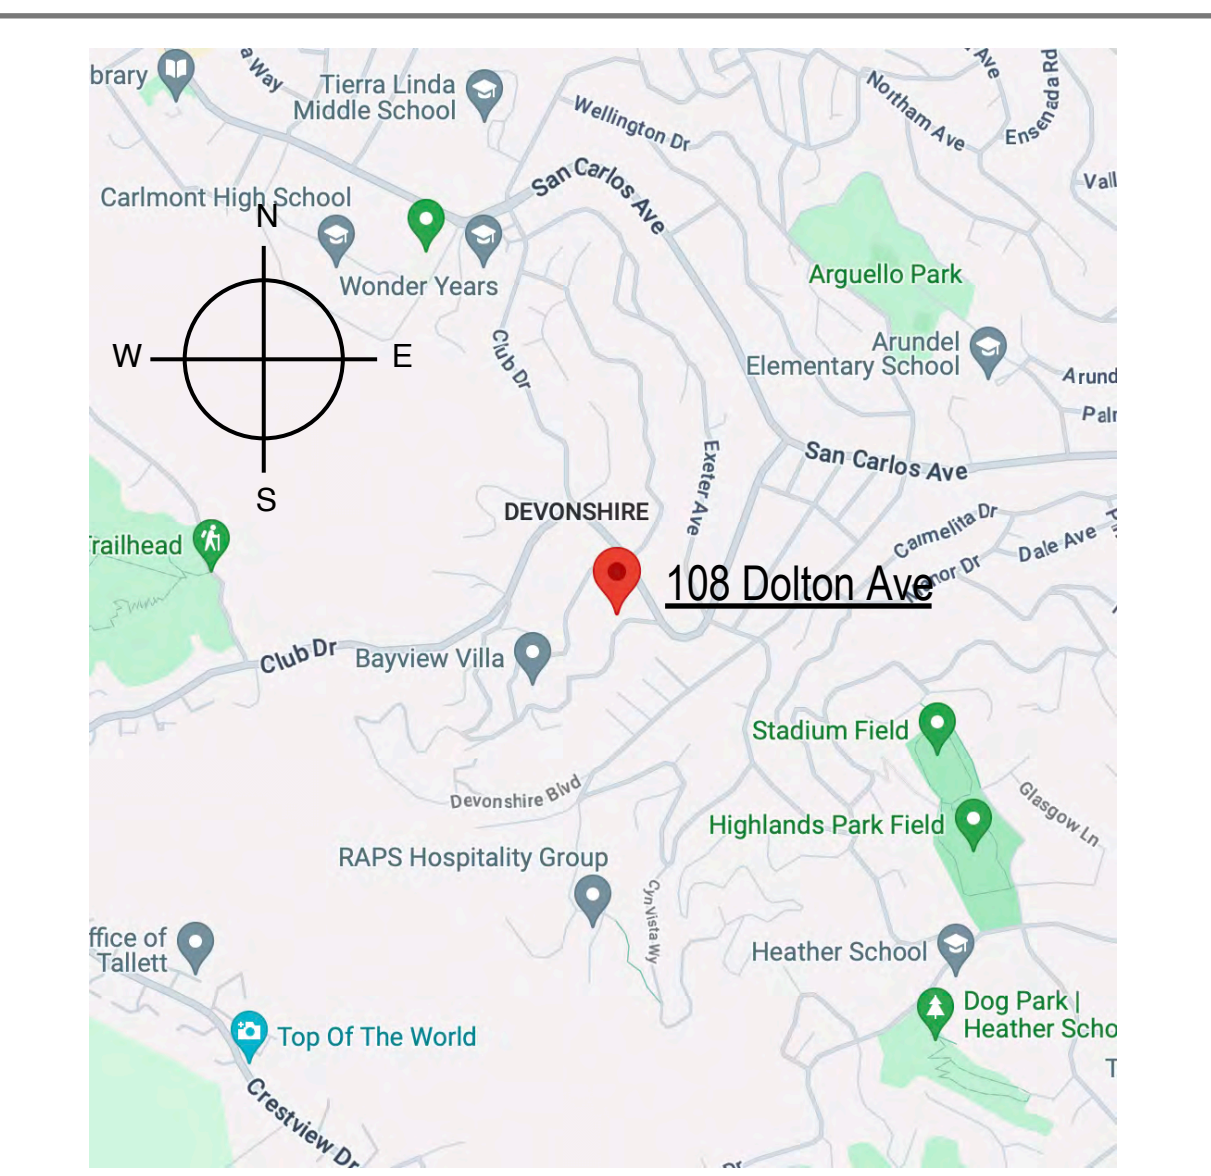 brary
a Way
Tierra Linda
Middle School
Wellington Dr
Northam Ave
Ave
Ensenada Rd
Vall
San Carlos Ave
Carlmont High School
N
Wonder Years
Arguello Park
W
E
Club Dr
Arundel
Elementary School
Arund
Palr
S
Exeter Ave
San Carlos Ave
DEVONSHIRE
Carmelita Dr
Dale Ave
railhead
108 Dolton Ave
nor Dr
Club Dr
Bayview Villa
Stadium Field
Devonshire Blvd
Glasgow Ln
Highlands Park Field
RAPS Hospitality Group
Cyn Vista Wy
ffice of
Tallett
Heather School
Dog Park |
Heather Scho
Top Of The World
T
Crestview Dr
Dr